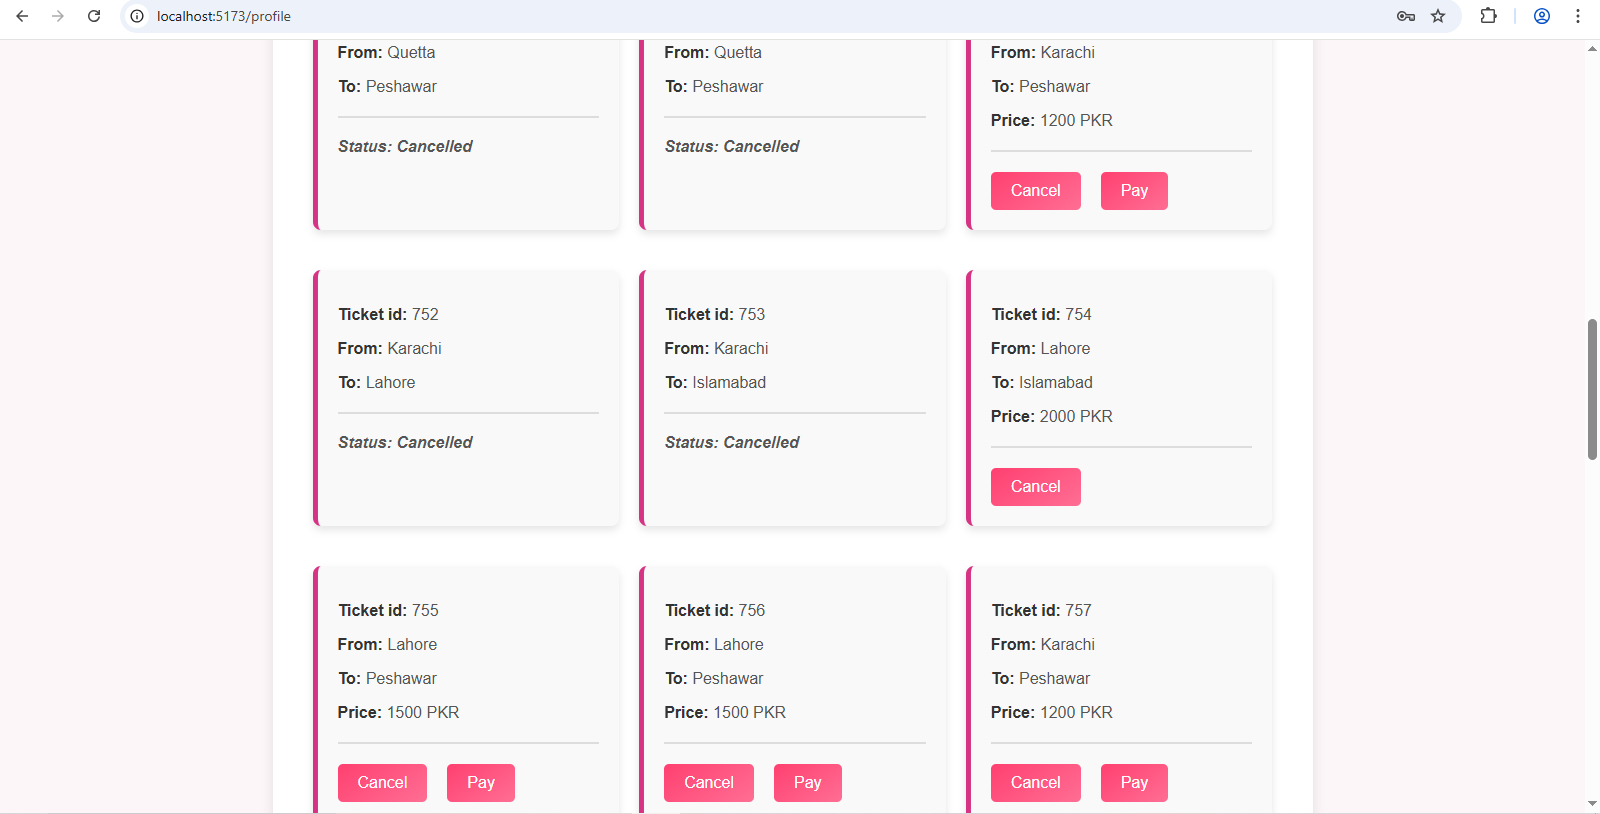 localhost:5173/profile
From: Quetta
To: Peshawar
Status: Cancelled
From: Quetta
To: Peshawar
Status: Cancelled
From: Karachi
To: Peshawar
Price: 1200 PKR
Cancel Pay
Ticket id: 752
From: Karachi
To: Lahore
Status: Cancelled
Ticket id: 753
From: Karachi
To: Islamabad
Status: Cancelled
Ticket id: 754
From: Lahore
To: Islamabad
Price: 2000 PKR
Cancel
Ticket id: 755
From: Lahore
To: Peshawar
Price: 1500 PKR
Cancel Pay
Ticket id: 756
From: Lahore
To: Peshawar
Price: 1500 PKR
Cancel Pay
Ticket id: 757
From: Karachi
To: Peshawar
Price: 1200 PKR
Cancel Pay